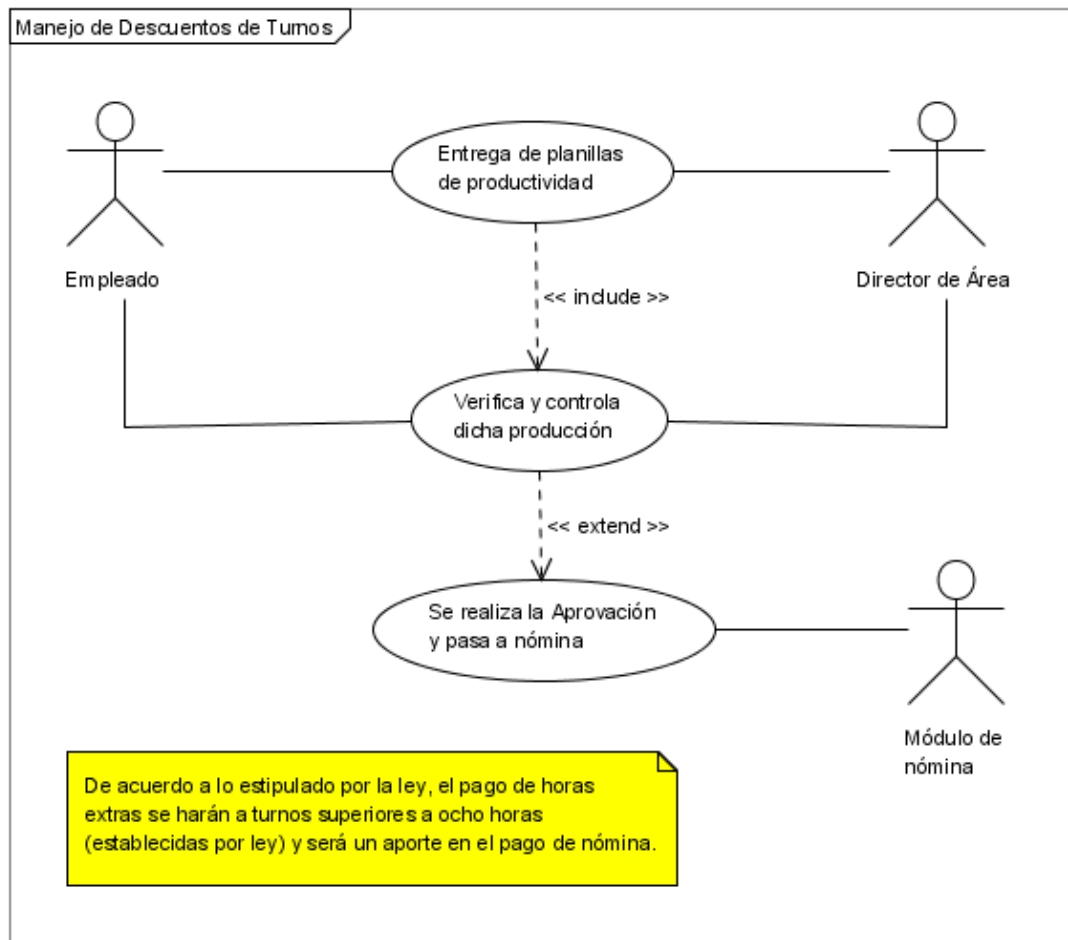 Manejo de Descuentos de Turnos
Entrega de planillas
de productividad
Empleado
Director de Área
<< include >>
Verifica y controla
dicha producción
<< extend >>
Se realiza la Aprovación
y pasa a nómina
Módulo de
nómina
De acuerdo a lo estipulado por la ley, el pago de horas
extras se harán a turnos superiores a ocho horas
(establecidas por ley) y será un aporte en el pago de nómina.